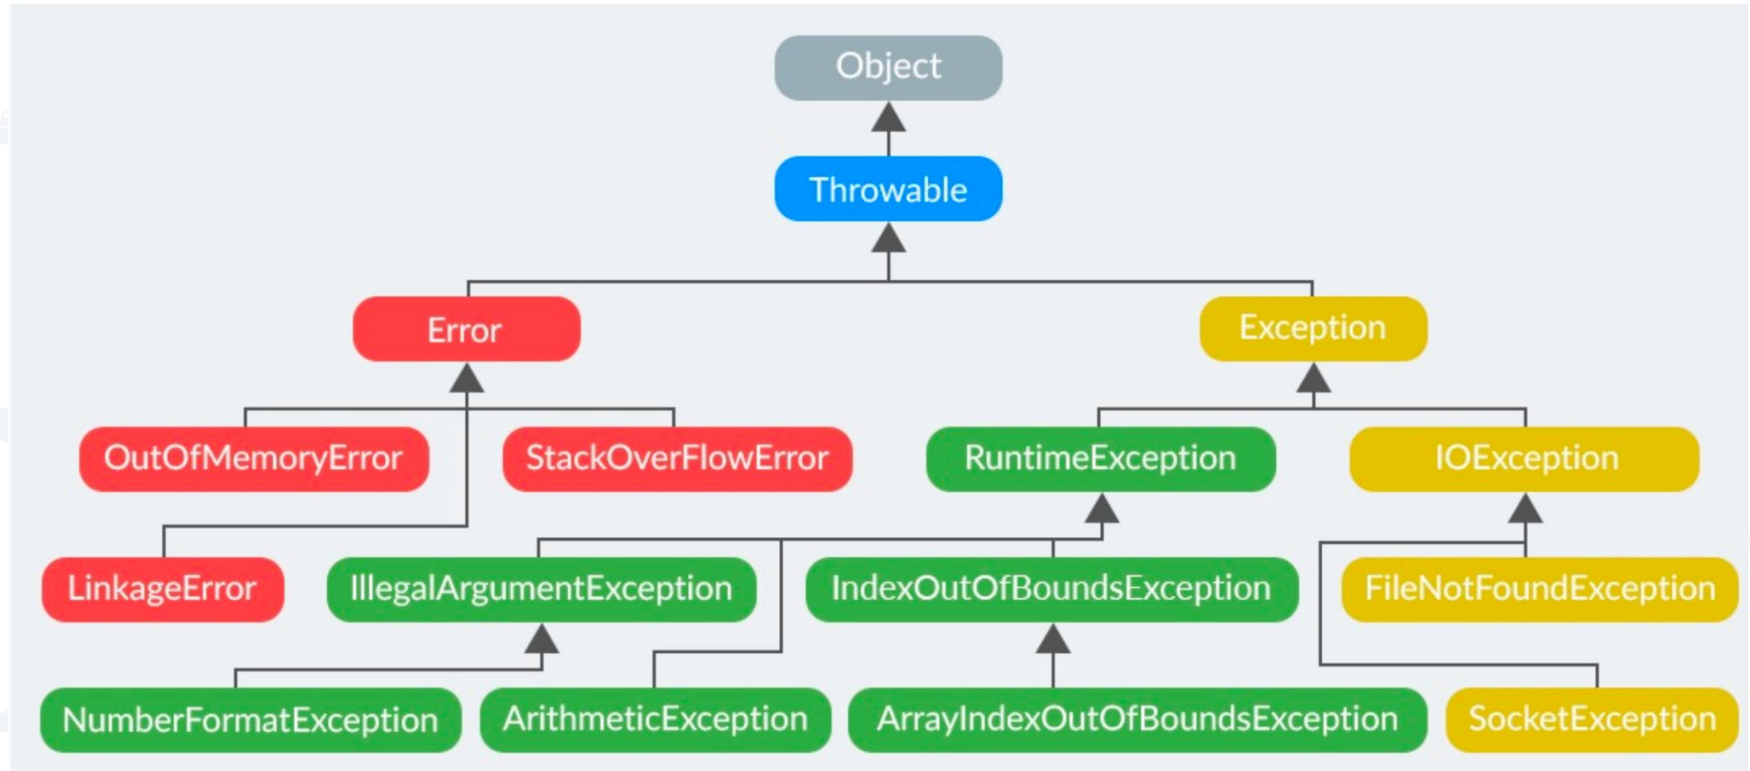 Object
Throwable
Error
Exception
OutOfMemoryError
StackOverFlowError
RuntimeException
IOException
LinkageError
IllegalArgumentException
IndexOutOfBoundsException
FileNotFoundException
NumberFormatException
ArithmeticException
ArrayIndexOutOfBoundsException
SocketException